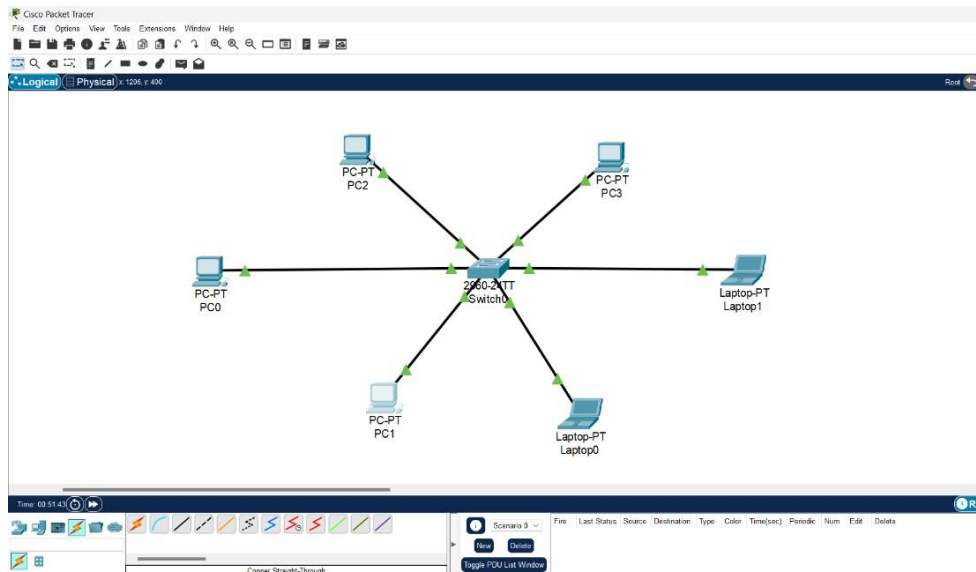 Cisco Packet Tracer
File Edit Options View Tools Extensions Window Help
Logical Physical x: 1206, y: 400 Root
PC-PT
PC2
PC-PT
PC3
PC-PT
PC0
2960-24TT
Switch0
Laptop-PT
Laptop1
PC-PT
PC1
Laptop-PT
Laptop0
Time: 00:51:43
Scenario 0
Fire Last Status Source Destination Type Color Time(sec) Periodic Num Edit Delete
New Delete
Toggle PDU List Window
Copper Straight-Through